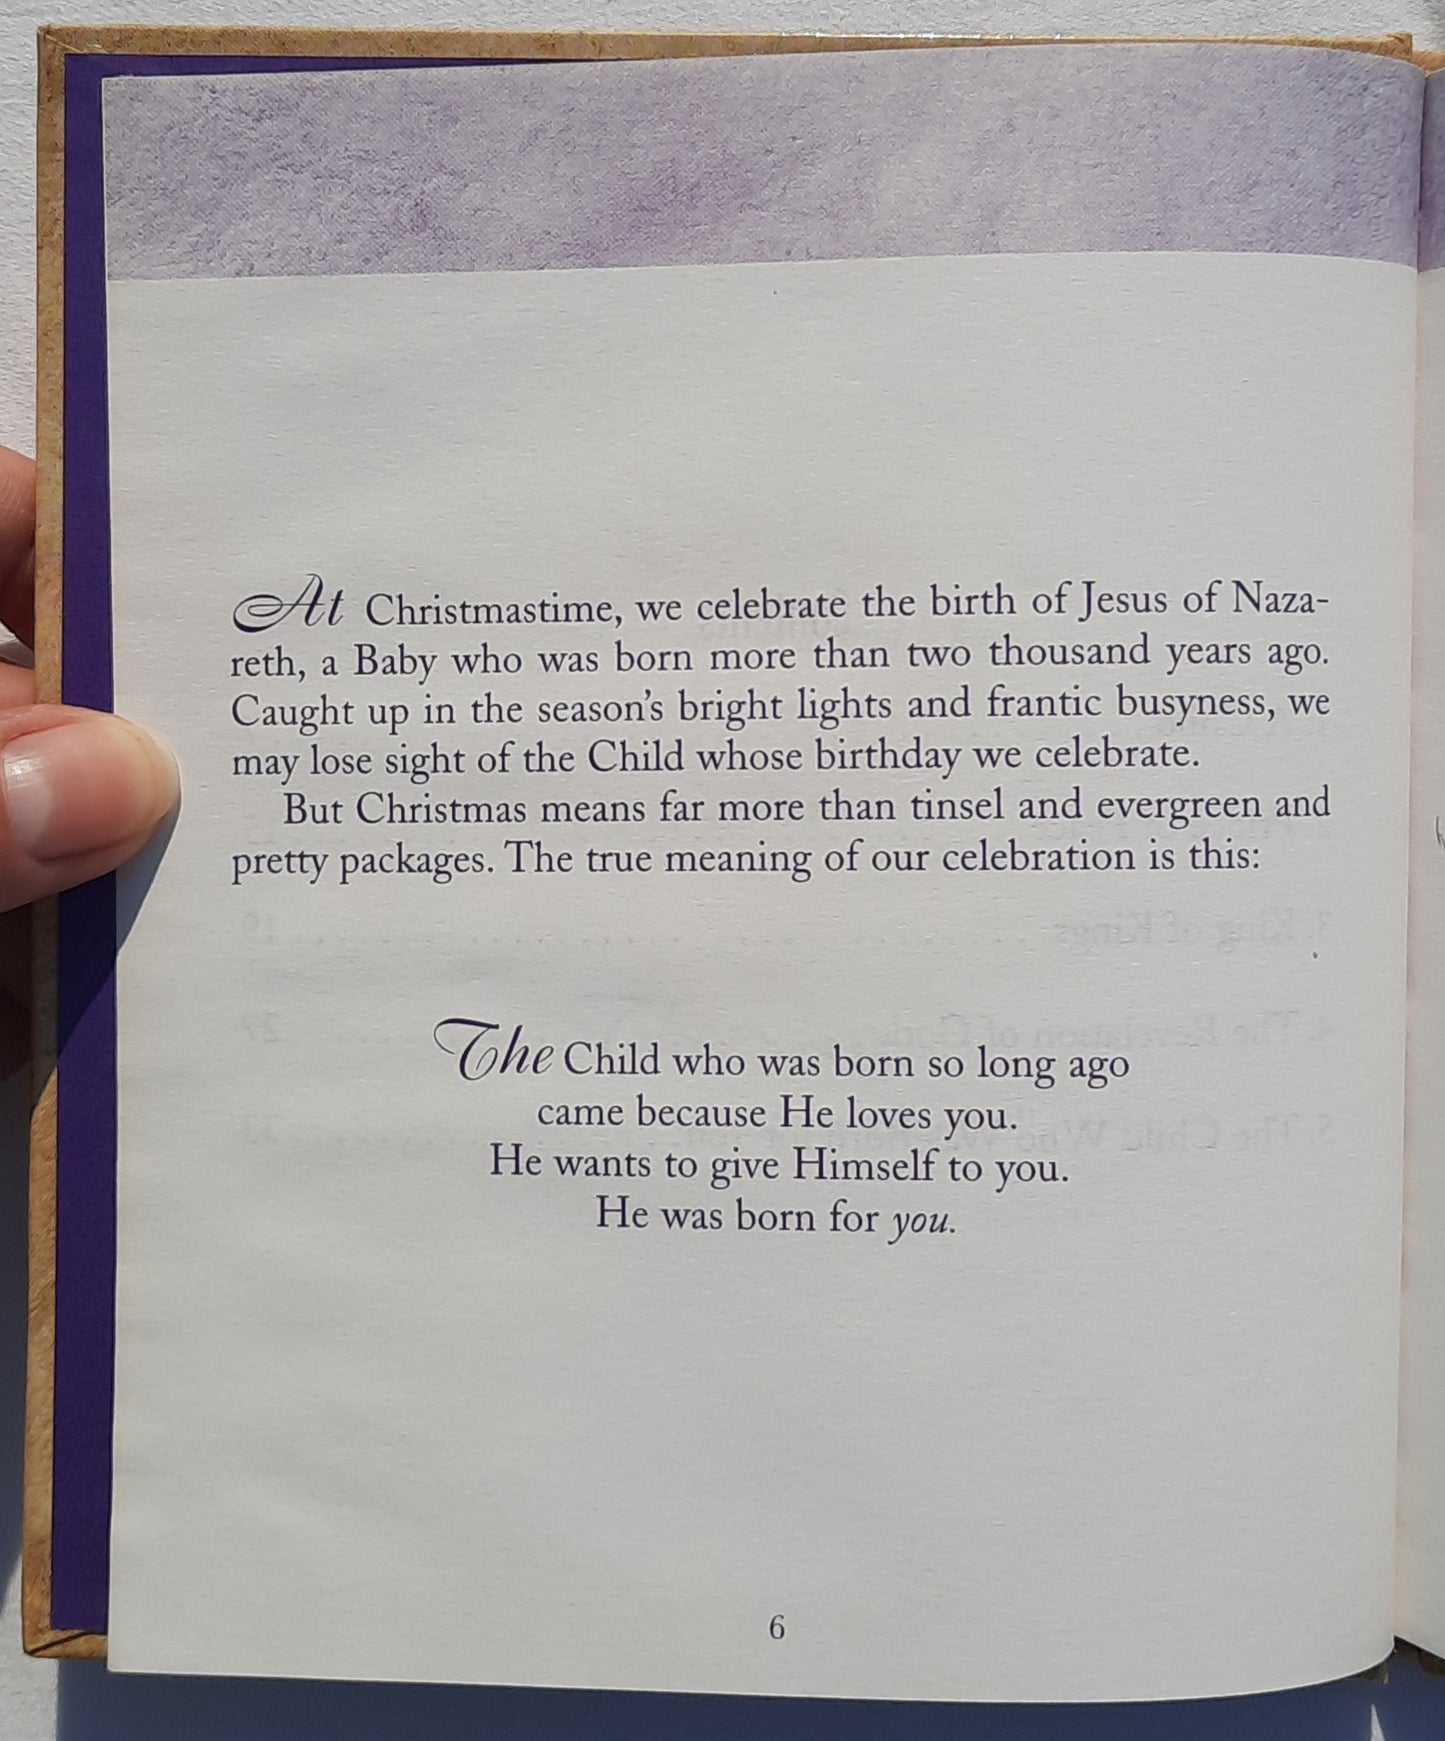 At Christmastime, we celebrate the birth of Jesus of Naza-
reth, a Baby who was born more than two thousand years ago.
Caught up in the season's bright lights and frantic busyness, we
may lose sight of the Child whose birthday we celebrate.
But Christmas means far more than tinsel and evergreen and
pretty packages. The true meaning of our celebration is this:
The Child who was born so long ago
came because He loves you.
He wants to give Himself to you.
He was born for you.
6